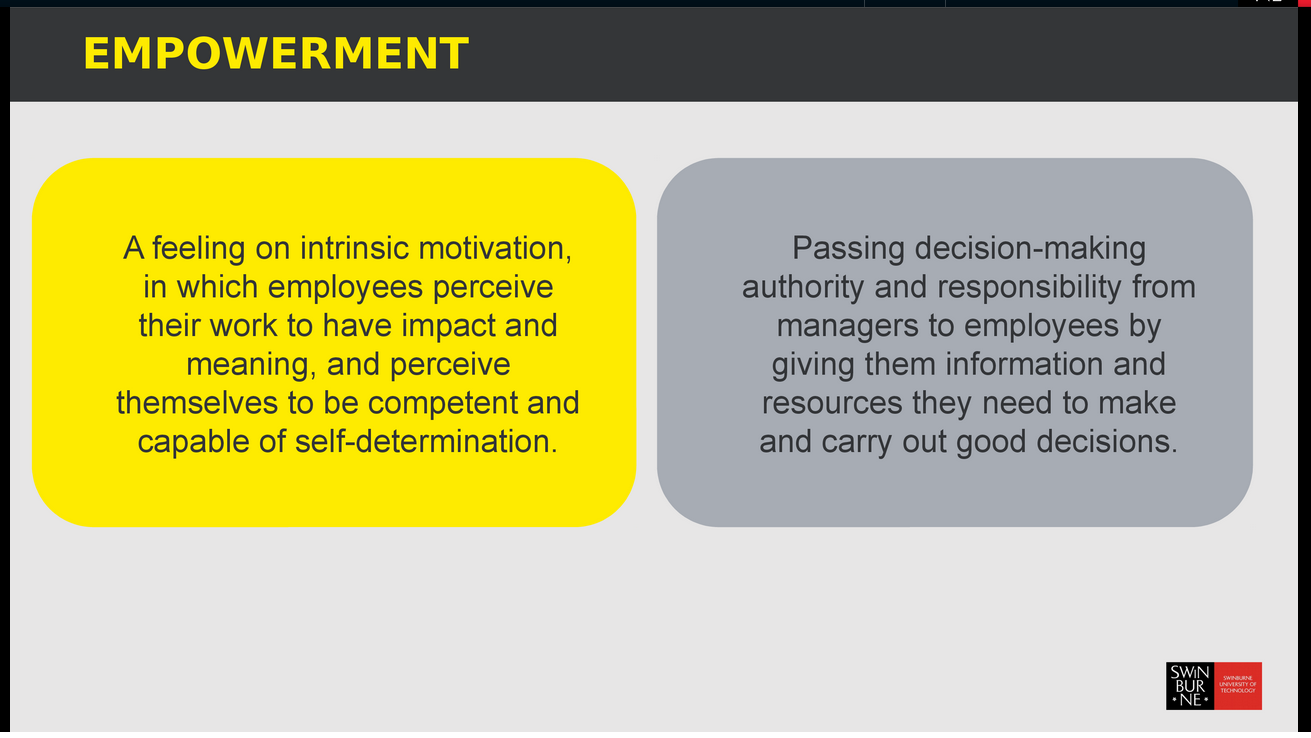 EMPOWERMENT
A feeling on intrinsic motivation,
in which employees perceive
their work to have impact and
meaning, and perceive
themselves to be competent and
capable of self-determination.
Passing decision-making
authority and responsibility from
managers to employees by
giving them information and
resources they need to make
and carry out good decisions.
SWiN
BUR
* NE *
SWINBURNE
UNIVERSITY OF
TECHNOLOGY